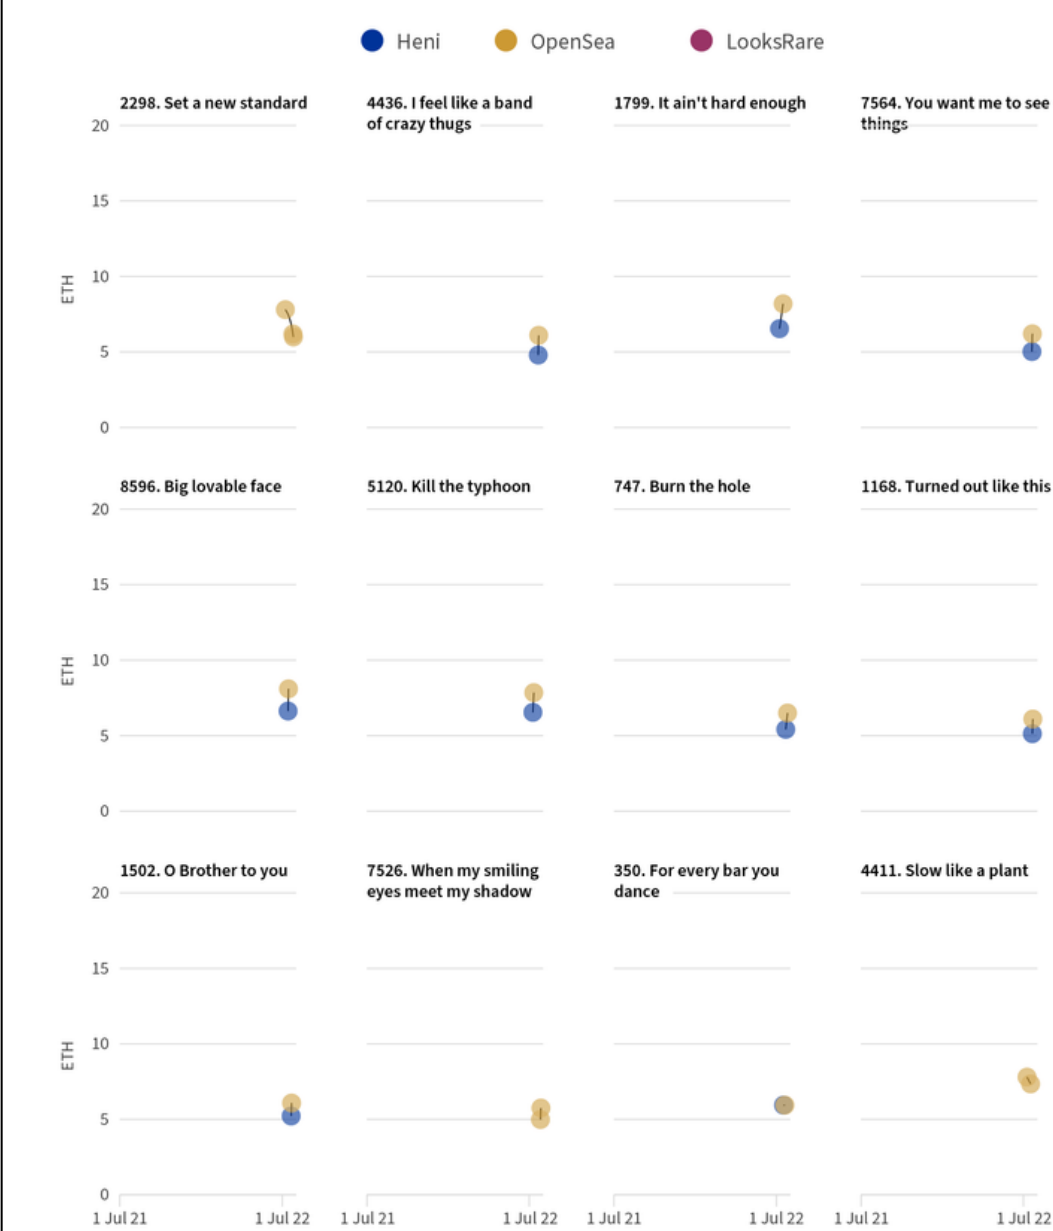 Heni OpenSea LooksRare
2298. Set a new standard
4436. I feel like a band
of crazy thugs
1799. It ain't hard enough
7564. You want me to see
things
20
15
10
5
0
ETH
8596. Big lovable face
5120. Kill the typhoon
747. Burn the hole
1168. Turned out like this
20
15
10
5
0
ETH
1502. O Brother to you
7526. When my smiling
eyes meet my shadow
350. For every bar you
dance
4411. Slow like a plant
20
15
10
5
0
ETH
1 Jul 21 1 Jul 22 1 Jul 21 1 Jul 22 1 Jul 21 1 Jul 22 1 Jul 21 1 Jul 22